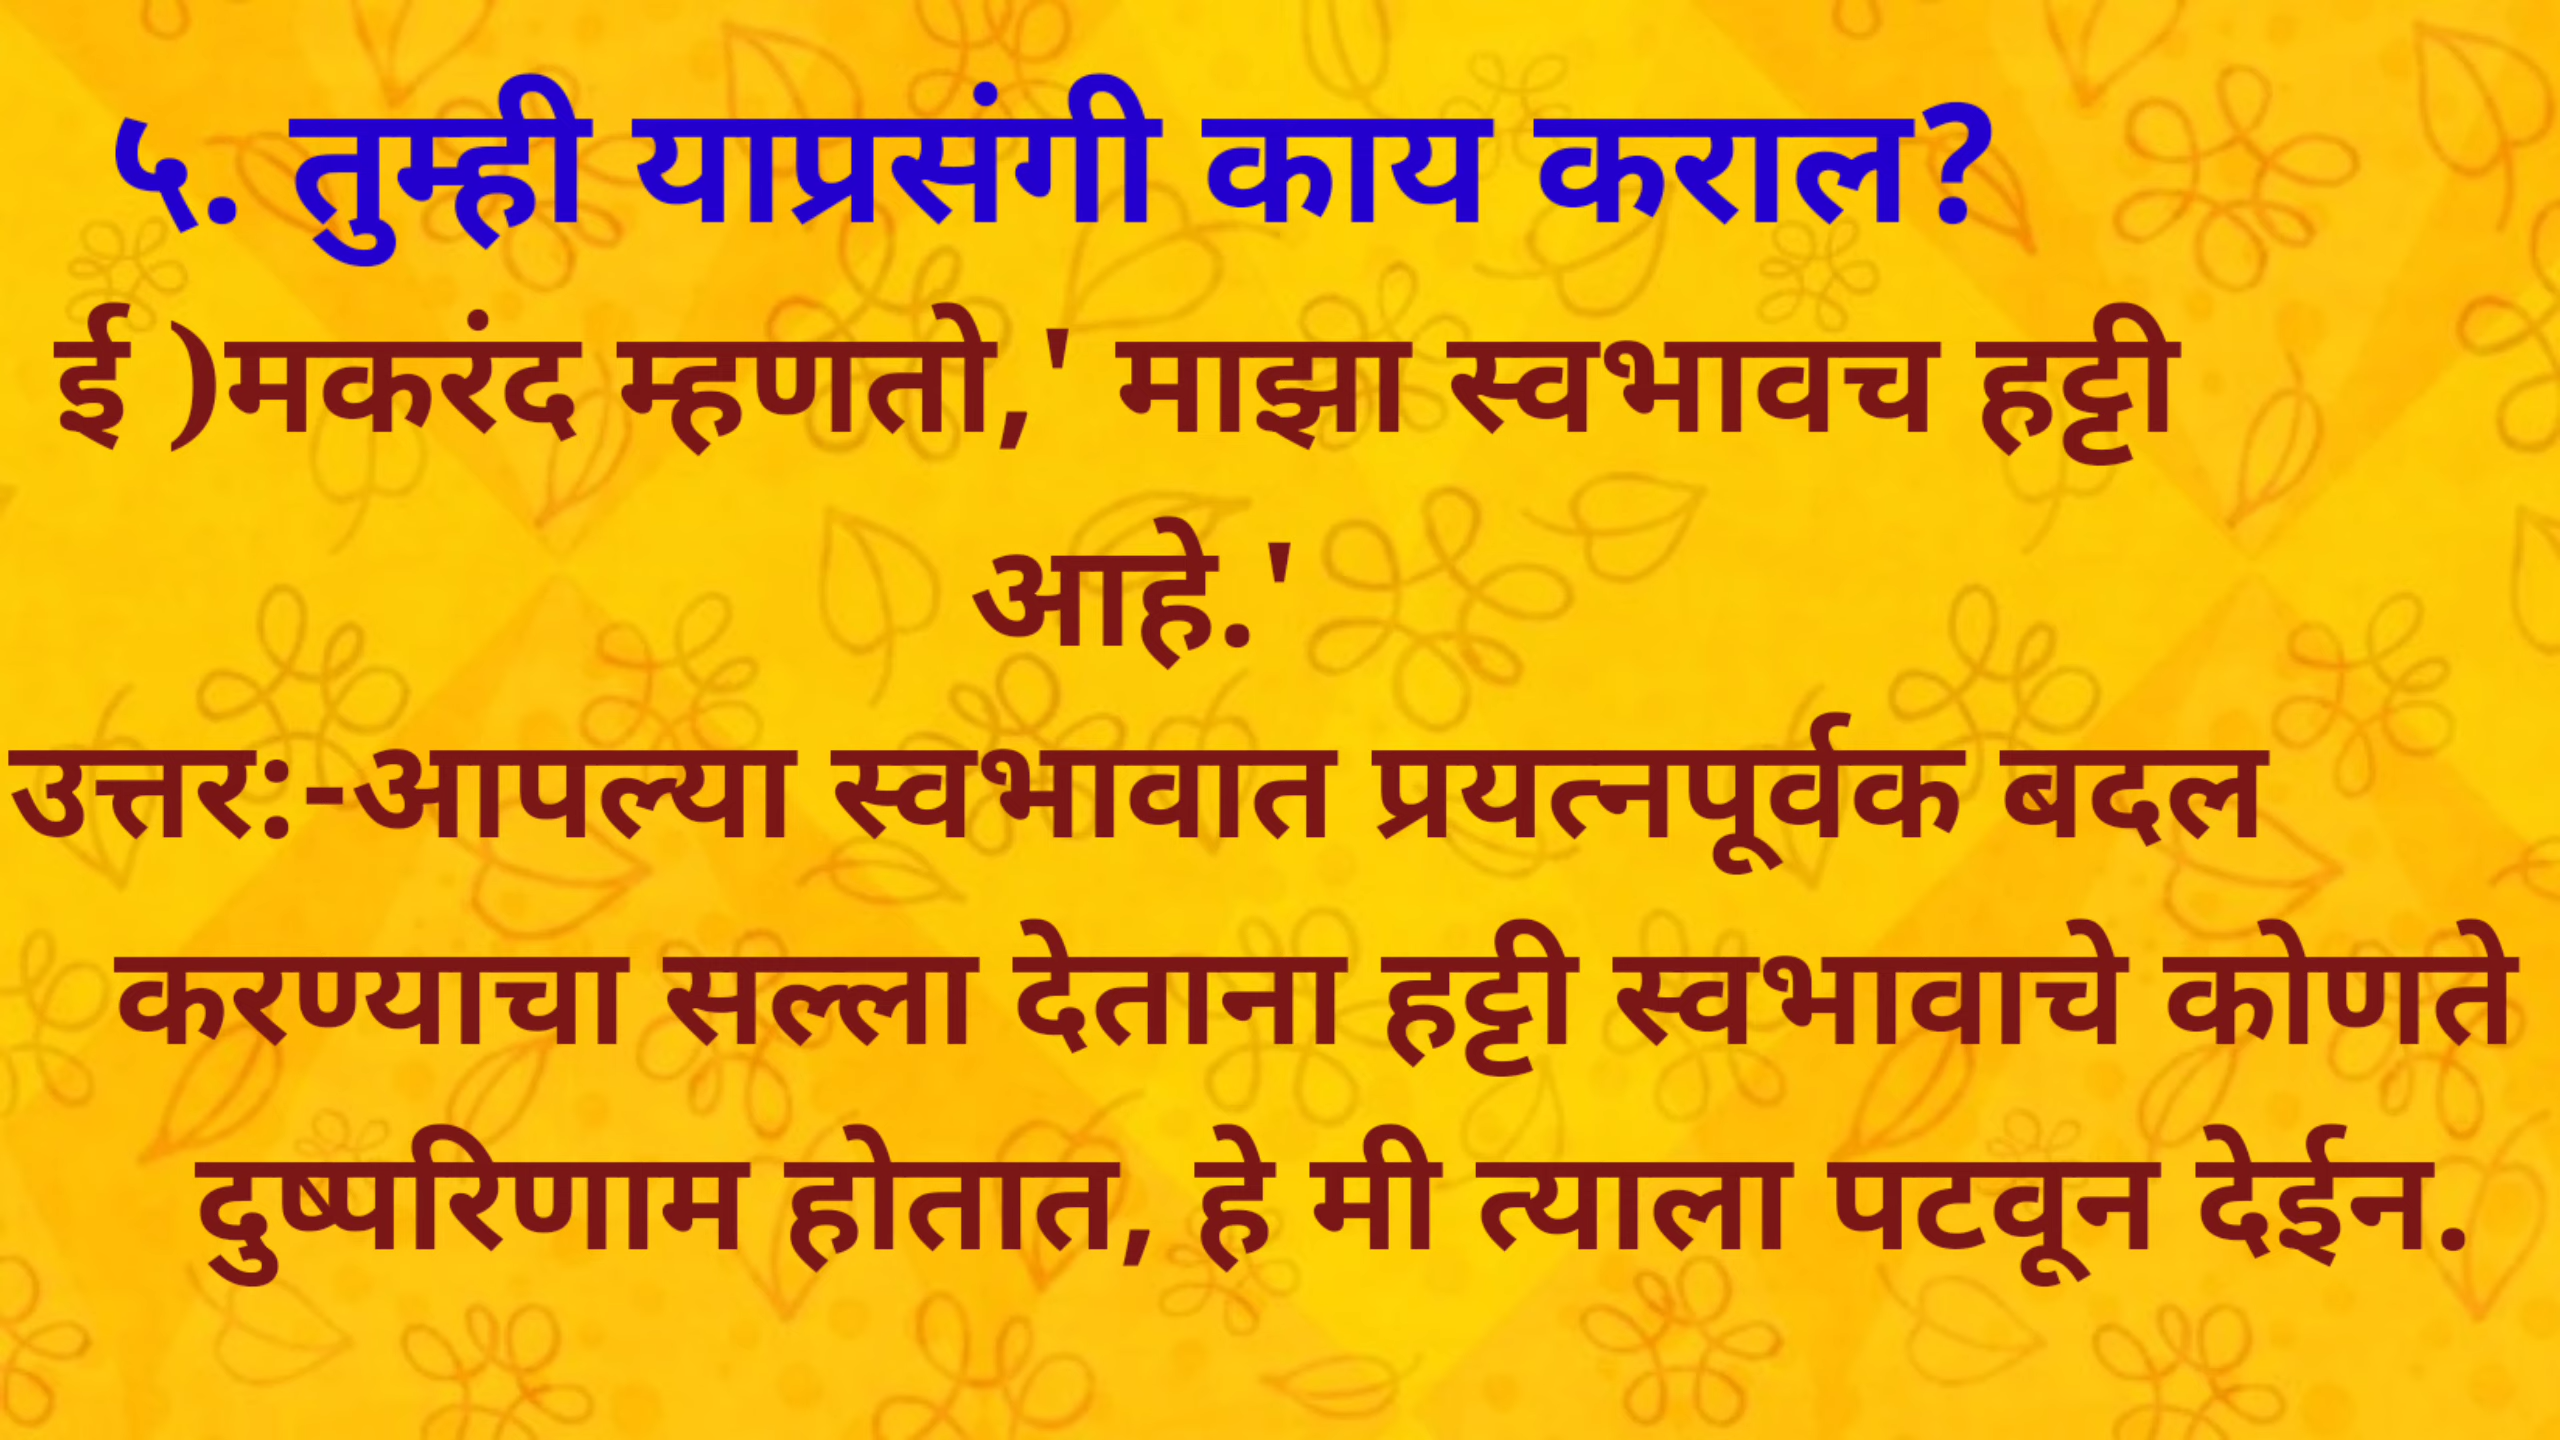 ५. तुम्ही याप्रसंगी काय कराल?
ई )मकरंद म्हणतो,' माझा स्वभावच हट्टी
आहे.'
उत्तर:-आपल्या स्वभावात प्रयत्नपूर्वक बदल
करण्याचा सल्ला देताना हट्टी स्वभावाचे कोणते
दुष्परिणाम होतात, हे मी त्याला पटवून देईन.